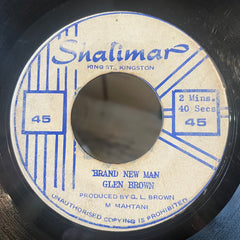 Shalimar
KING ST., KINGSTON
45
2 Mins.
40 Secs
45
BRAND NEW MAN
GLEN BROWN
PRODUCED BY G. L. BROWN
M MAHTANI
UNAUTHORISED COPYING IS PROHIBITED